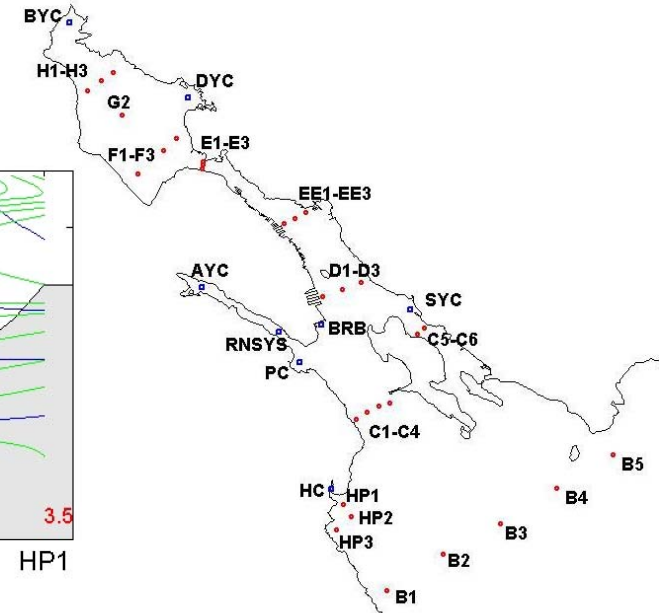 BYC
H1-H3
DYC
G2
E1-E3
F1-F3
EE1-EE3
AYC
D1-D3
SYC
BRB
RNSYS
C5-C6
PC
C1-C4
B5
HC
HP1
B4
3.5
HP2
B3
HP3
HP1
B2
B1